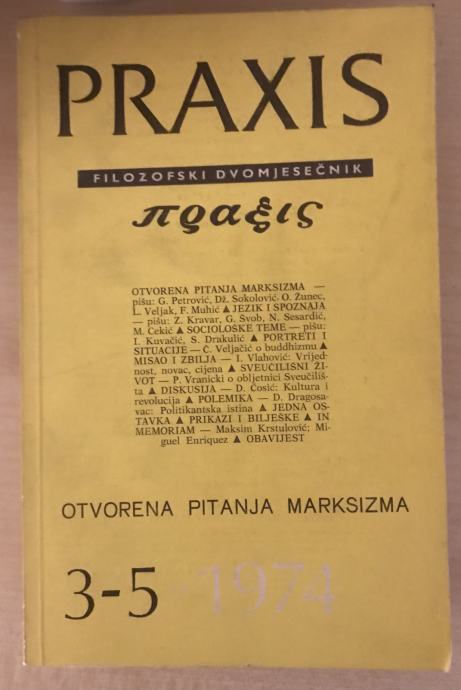 PRAXIS
FILOZOFSKI DVOMJESEČNIK
πραξις
OTVORENA PITANJA MARKSIZMA —
pišu: G. Petrović, Dž. Sokolović, O. Žunec,
L. Veljak, F. Muhić ▲ JEZIK I SPOZNAJA
— pišu: Z. Kravar, G. Švob, N. Sesardić,
M. Čekić ▲ SOCIOLOŠKE TEME — pišu:
I. Kuvačić, S. Drakulić ▲ PORTRETI I
SITUACIJE — Č. Veljačić o buddhizmu ▲
MISAO I ZBILJA — I. Vlahović: Vrijed-
nost, novac, cijena ▲ SVEUČILIŠNI ŽI-
VOT — P. Vranicki o obljetnici Sveučiliš-
ta ▲ DISKUSIJA — D. Ćosić: Kultura i
revolucija ▲ POLEMIKA — D. Dragosa-
vac: Politikantska istina ▲ JEDNA OS-
TAVKA ▲ PRIKAZI I BILJEŠKE ▲ IN
MEMORIAM — Maksim Krstulović; Mi-
guel Enriquez ▲ OBAVIJEST
OTVORENA PITANJA MARKSIZMA
3-5 1974